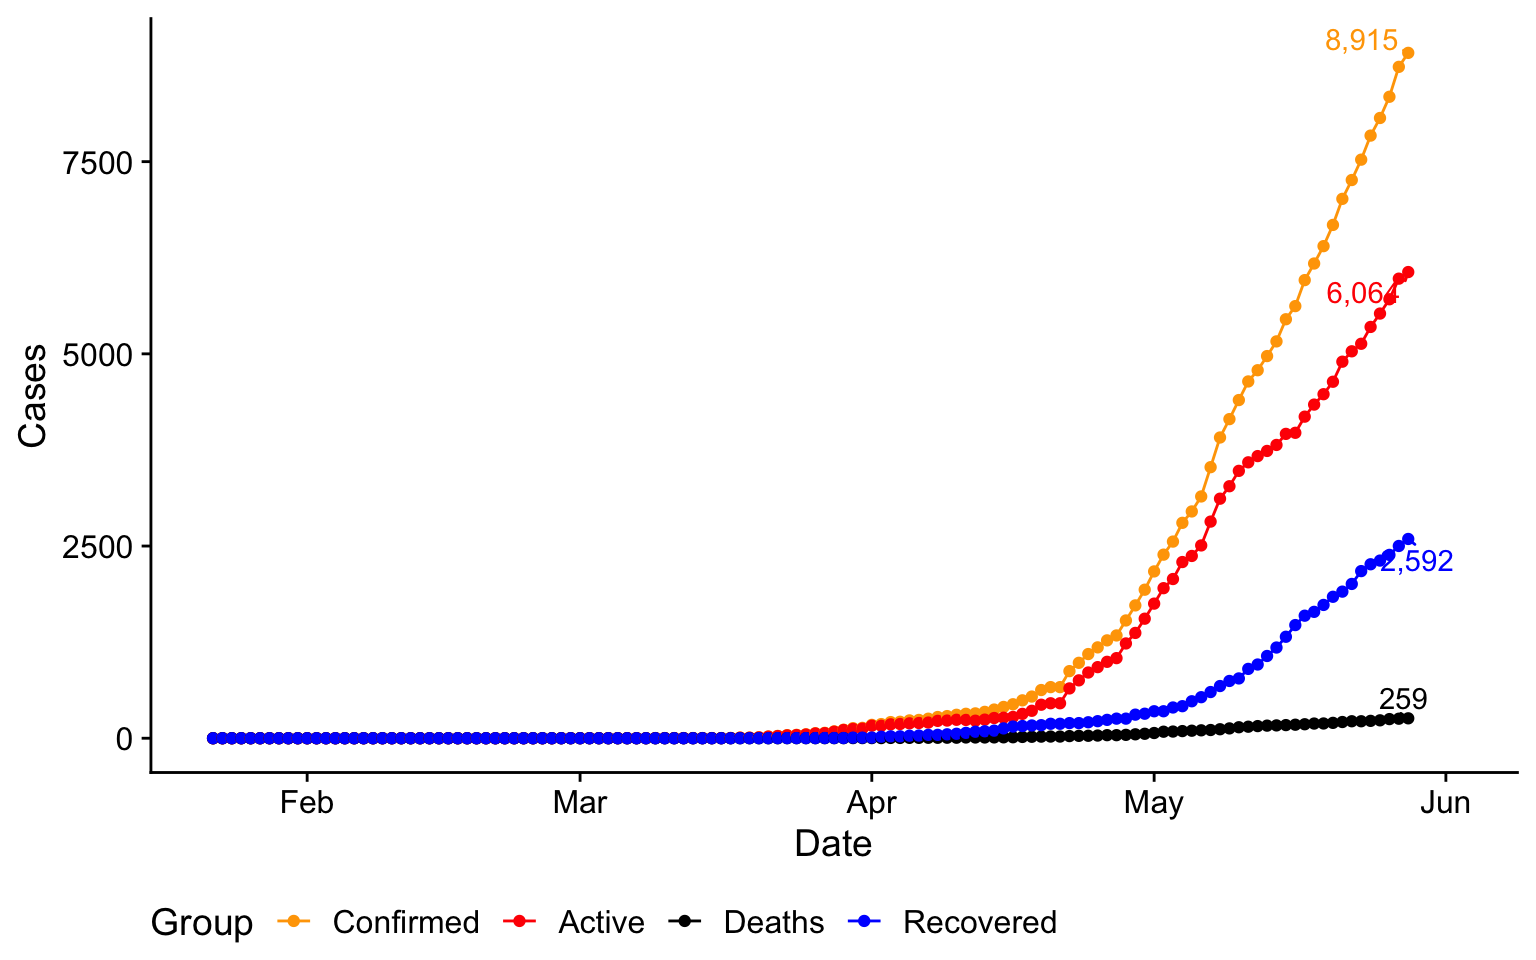 8,915
7500
6,064
5000
Cases
2500
2,592
259
0
Feb Mar Apr May Jun
Date
Group Confirmed Active Deaths Recovered